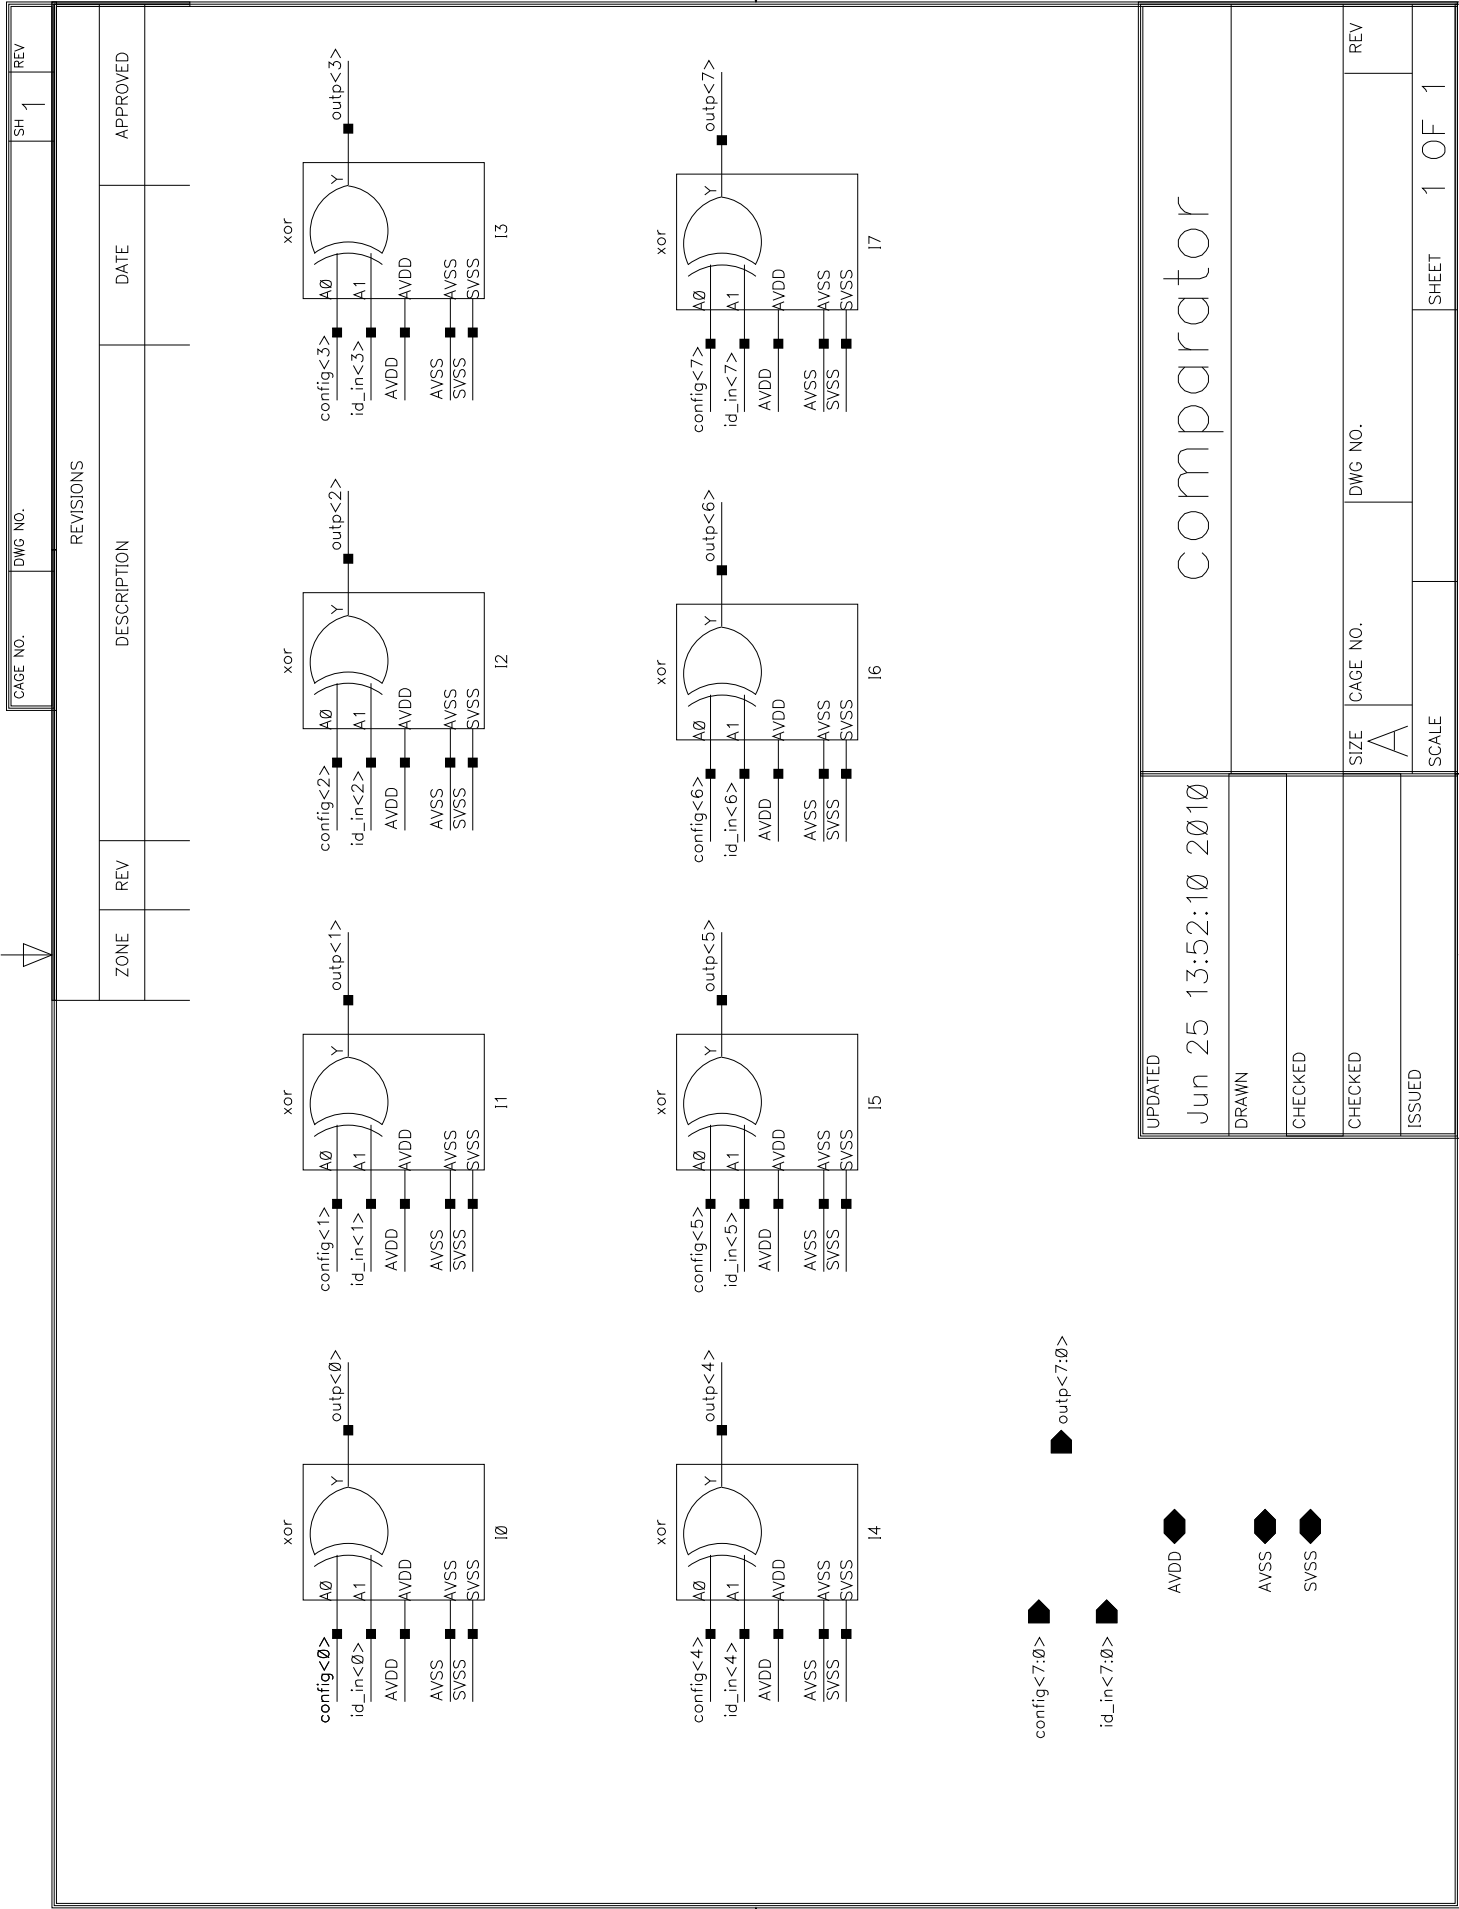 CAGE NO. DWG NO. SH 1 REV
REVISIONS
ZONE REV DESCRIPTION DATE APPROVED
xor xor xor xor
config<0> A0 Y outp<0> config<1> A0 Y outp<1> config<2> A0 Y outp<2> config<3> A0 Y outp<3>
id_in<0> A1 id_in<1> A1 id_in<2> A1 id_in<3> A1
AVDD AVDD AVDD AVDD AVDD AVDD AVDD AVDD
AVSS AVSS AVSS AVSS AVSS AVSS AVSS AVSS
SVSS SVSS SVSS SVSS SVSS SVSS SVSS SVSS
I0 I1 I2 I3
xor xor xor xor
config<4> A0 Y outp<4> config<5> A0 Y outp<5> config<6> A0 Y outp<6> config<7> A0 Y outp<7>
id_in<4> A1 id_in<5> A1 id_in<6> A1 id_in<7> A1
AVDD AVDD AVDD AVDD AVDD AVDD AVDD AVDD
AVSS AVSS AVSS AVSS AVSS AVSS AVSS AVSS
SVSS SVSS SVSS SVSS SVSS SVSS SVSS SVSS
I4 I5 I6 I7
config<7:0> outp<7:0>
id_in<7:0>
AVDD
AVSS
SVSS
UPDATED
Jun 25 13:52:10 2010
DRAWN
CHECKED
CHECKED
ISSUED
comparator
SIZE A CAGE NO. DWG NO. REV
SCALE SHEET 1 OF 1